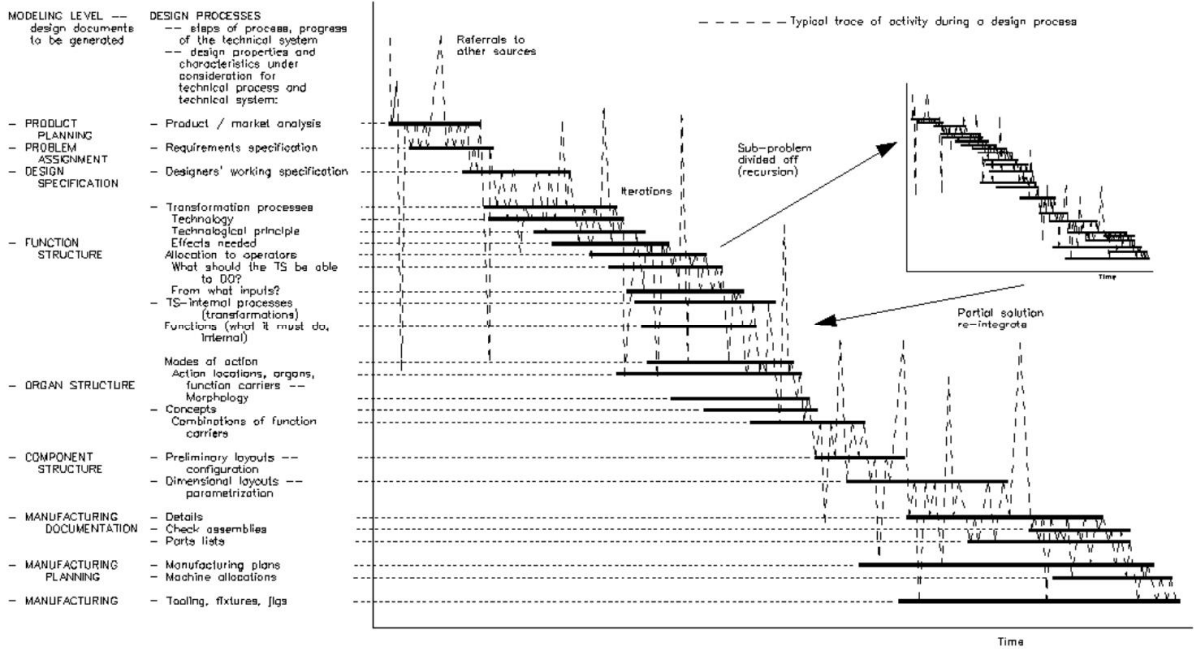 MODELING LEVEL --
design documents
to be generated
DESIGN PROCESSES
-- steps of process, progress
of the technical system
-- design properties and
characteristics under
consideration for
technical process and
technical system:
Referrals to
other sources
— — — — — Typical trace of activity during a design process
- PRODUCT
PLANNING
- Product / market analysis
- PROBLEM
ASSIGNMENT
- Requirements specification
- DESIGN
SPECIFICATION
- Designers' working specification
Sub-problem
divided off
(recursion)
Iterations
- Transformation processes
Technology
Technological principle
- FUNCTION
STRUCTURE
Effects needed
Allocation to operators
What should the TS be able
to DO?
From what inputs?
- TS-internal processes
(transformations)
Functions (what it must do,
internal)
Time
Partial solution
re-integrate
Modes of action
Action locations, organs,
function carriers --
- ORGAN STRUCTURE
Morphology
- Concepts
Combinations of function
carriers
- COMPONENT
STRUCTURE
- Preliminary layouts --
configuration
- Dimensional layouts --
parametrization
- MANUFACTURING
DOCUMENTATION
- Details
- Check assemblies
- Parts lists
- MANUFACTURING
PLANNING
- Manufacturing plans
- Machine allocations
- MANUFACTURING
- Tooling, fixtures, jigs
Time